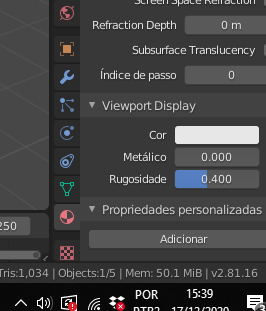 Screen Space Refraction
Refraction Depth 0 m
Subsurface Translucency
Índice de passo 0
Viewport Display
Cor
Metálico 0.000
Rugosidade 0.400
Propriedades personalizadas
250
Adicionar
Tris:1,034 | Objects:1/5 | Mem: 50.1 MiB | v2.81.16
POR 15:39
PTB2 17/12/2020